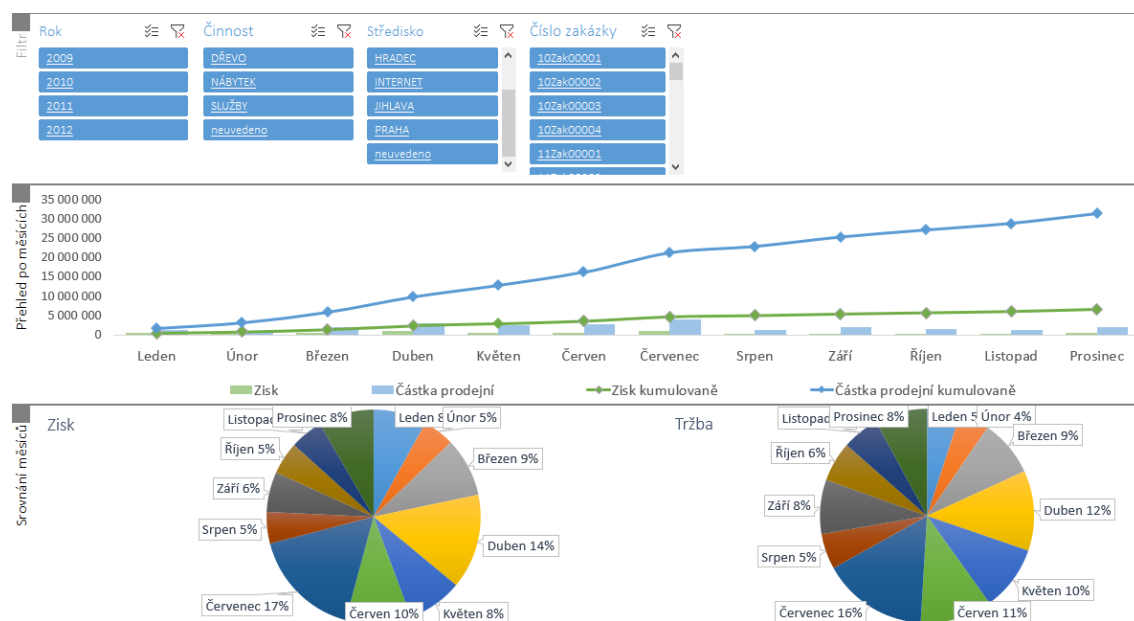 Filtr
Rok
2009
2010
2011
2012
Činnost
DŘEVO
NÁBYTEK
SLUŽBY
neuvedeno
Středisko
HRADEC
INTERNET
JIHLAVA
PRAHA
neuvedeno
Číslo zakázky
10Zak00001
10Zak00002
10Zak00003
10Zak00004
11Zak00001
Přehled po měsících
35 000 000
30 000 000
25 000 000
20 000 000
15 000 000
10 000 000
5 000 000
0
Leden Únor Březen Duben Květen Červen Červenec Srpen Září Říjen Listopad Prosinec
Zisk Částka prodejní Zisk kumulovaně Částka prodejní kumulovaně
Srovnání měsíců
Zisk
Prosinec 8%
Leden 8
Únor 5%
Říjen 5%
Březen 9%
Září 6%
Srpen 5%
Duben 14%
Červenec 17%
Červen 10%
Květen 8%
Tržba
Prosinec 8%
Leden 5
Únor 4%
Říjen 6%
Březen 9%
Září 8%
Duben 12%
Srpen 5%
Květen 10%
Červenec 16%
Červen 11%